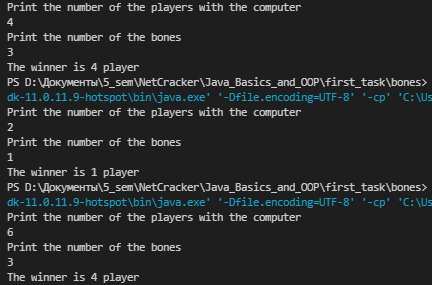 Print the number of the players with the computer
4
Print the number of the bones
3
The winner is 4 player
PS D:\Документы\5_sem\NetCracker\Java_Basics_and_OOP\first_task\bones>
dk-11.0.11.9-hotspot\bin\java.exe' '-Dfile.encoding=UTF-8' '-cp' 'C:\Us
Print the number of the players with the computer
2
Print the number of the bones
1
The winner is 1 player
PS D:\Документы\5_sem\NetCracker\Java_Basics_and_OOP\first_task\bones>
dk-11.0.11.9-hotspot\bin\java.exe' '-Dfile.encoding=UTF-8' '-cp' 'C:\Us
Print the number of the players with the computer
6
Print the number of the bones
3
The winner is 4 player